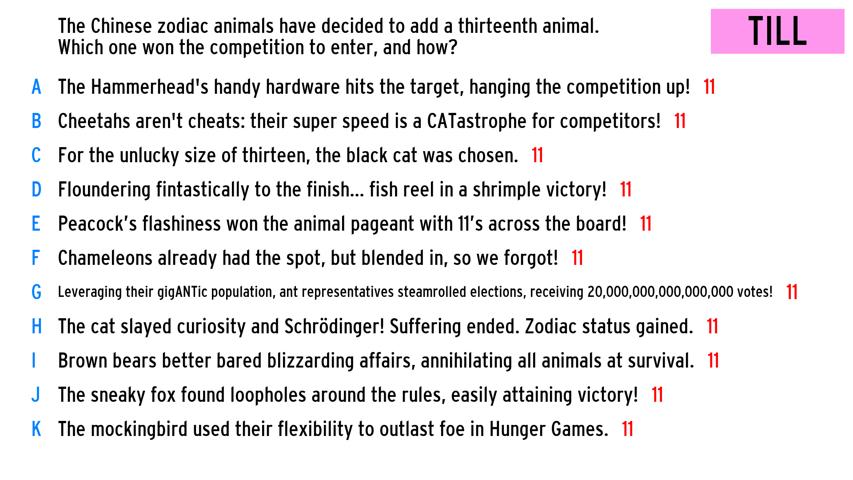 The Chinese zodiac animals have decided to add a thirteenth animal.
Which one won the competition to enter, and how?
TILL
A The Hammerhead's handy hardware hits the target, hanging the competition up! 11
B Cheetahs aren't cheats: their super speed is a CATastrophe for competitors! 11
C For the unlucky size of thirteen, the black cat was chosen. 11
D Floundering fintastically to the finish... fish reel in a shrimple victory! 11
E Peacock’s flashiness won the animal pageant with 11’s across the board! 11
F Chameleons already had the spot, but blended in, so we forgot! 11
G Leveraging their gigANTic population, ant representatives steamrolled elections, receiving 20,000,000,000,000,000 votes! 11
H The cat slayed curiosity and Schrödinger! Suffering ended. Zodiac status gained. 11
I Brown bears better bared blizzarding affairs, annihilating all animals at survival. 11
J The sneaky fox found loopholes around the rules, easily attaining victory! 11
K The mockingbird used their flexibility to outlast foe in Hunger Games. 11